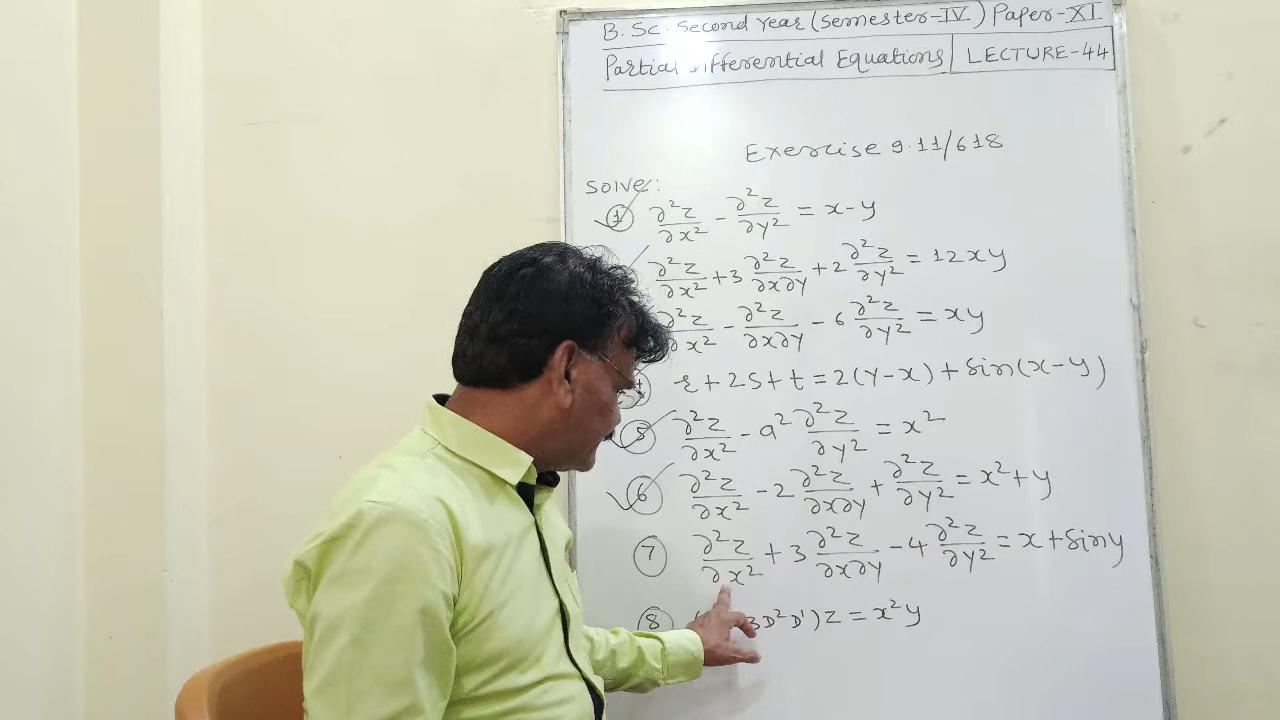 B. Sc. Second Year (Semester-IV) Paper-XI
Partial Differential Equations | LECTURE-44
Exercise 9.11/618
Solve:
① ∂²z/∂x² - ∂²z/∂y² = x-y
∂²z/∂x² + 3 ∂²z/∂x∂y + 2 ∂²z/∂y² = 12xy
∂²z/∂x² - ∂²z/∂x∂y - 6 ∂²z/∂y² = xy
r + 2s + t = 2(y-x) + sin(x-y)
⑤ ∂²z/∂x² - a² ∂²z/∂y² = x²
⑥ ∂²z/∂x² - 2 ∂²z/∂x∂y + ∂²z/∂y² = x² + y
⑦ ∂²z/∂x² + 3 ∂²z/∂x∂y - 4 ∂²z/∂y² = x + siny
⑧ 3D²D')z = x²y